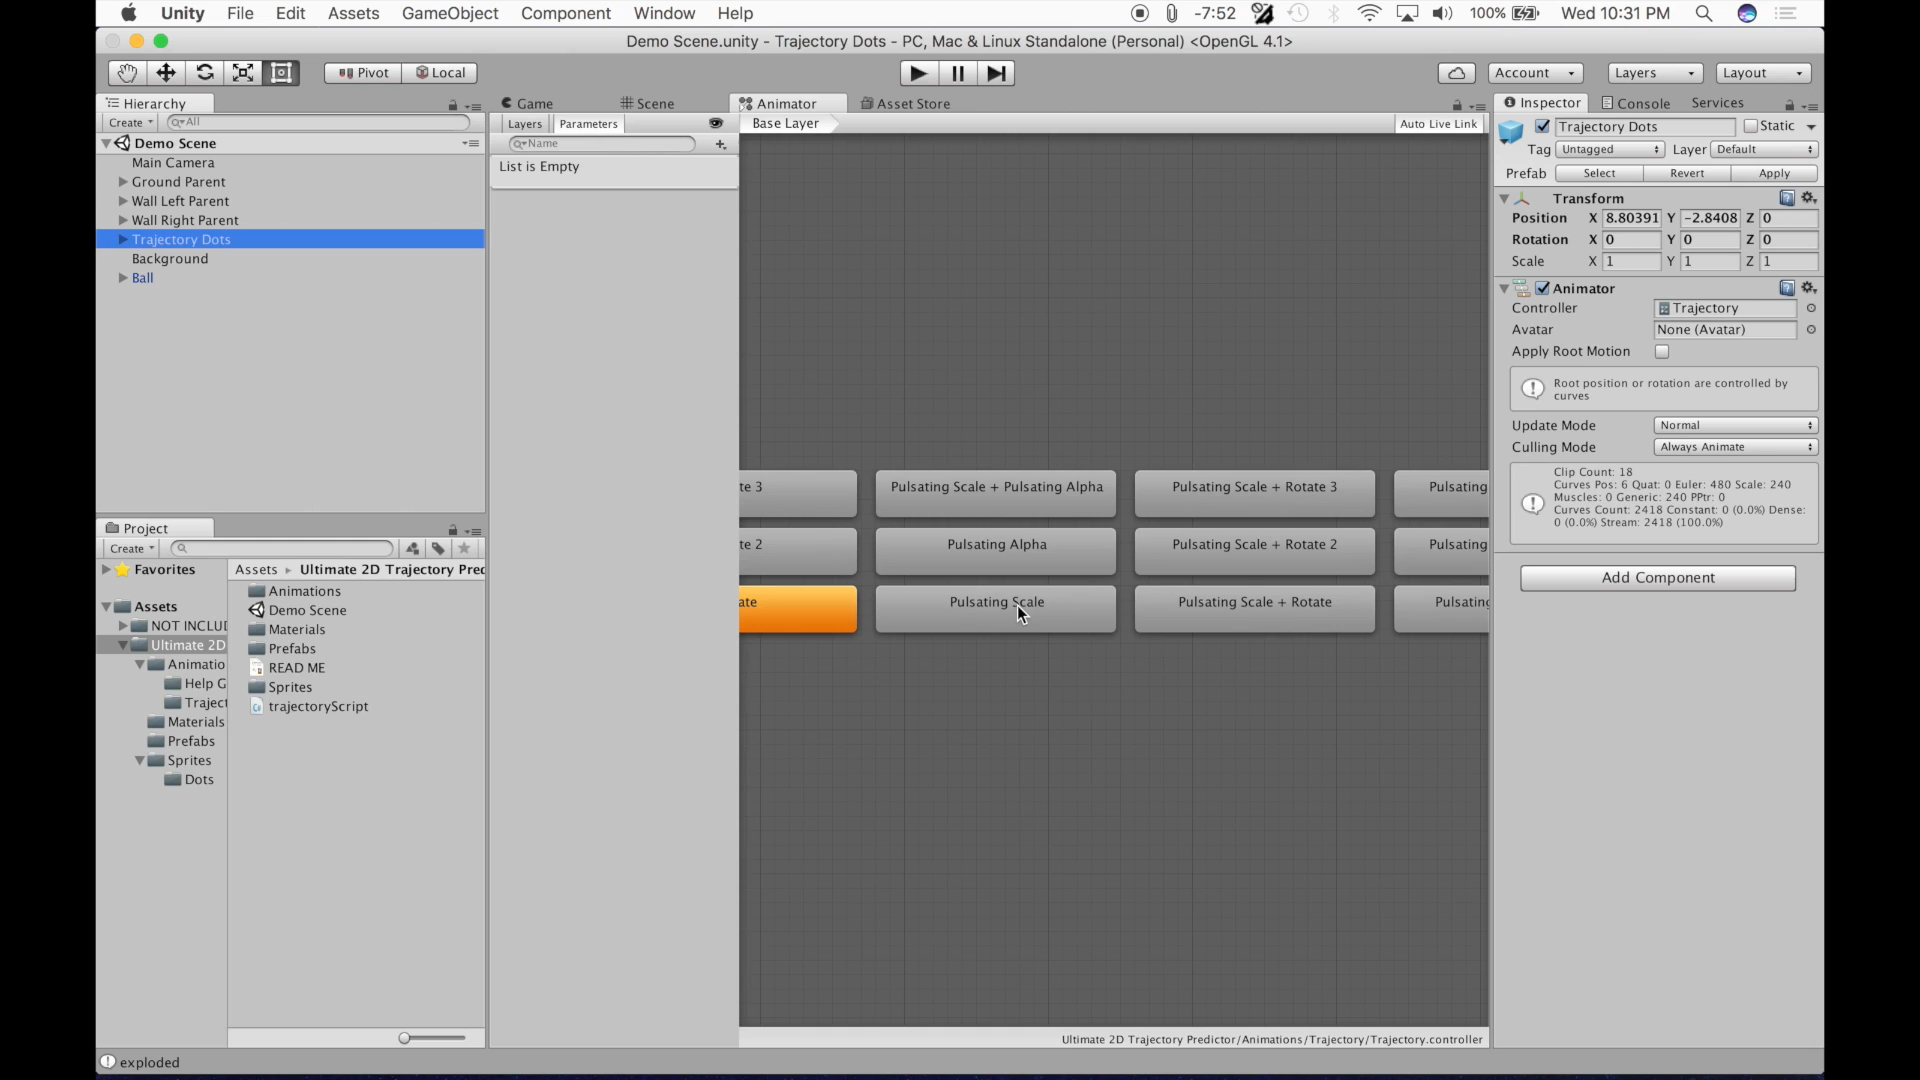 Unity File Edit Assets GameObject Component Window Help -7:52 100% Wed 10:31 PM
Demo Scene.unity - Trajectory Dots - PC, Mac & Linux Standalone (Personal) <OpenGL 4.1>
Pivot Local Account Layers Layout
Hierarchy
Create All
Demo Scene
Main Camera
Ground Parent
Wall Left Parent
Wall Right Parent
Trajectory Dots
Background
Ball
Project
Create
Favorites
Assets
NOT INCLU
Ultimate 2D
Animatio
Help G
Traject
Materials
Prefabs
Sprites
Dots
Assets Ultimate 2D Trajectory Pred
Animations
Demo Scene
Materials
Prefabs
READ ME
Sprites
trajectoryScript
exploded
Game Scene Animator Asset Store
Layers Parameters Base Layer Auto Live Link
Name
List is Empty
te 3 Pulsating Scale + Pulsating Alpha Pulsating Scale + Rotate 3 Pulsating
te 2 Pulsating Alpha Pulsating Scale + Rotate 2 Pulsating
ate Pulsating Scale Pulsating Scale + Rotate Pulsating
Ultimate 2D Trajectory Predictor/Animations/Trajectory/Trajectory.controller
Inspector Console Services
Trajectory Dots Static
Tag Untagged Layer Default
Prefab Select Revert Apply
Transform
Position X 8.80391 Y -2.8408 Z 0
Rotation X 0 Y 0 Z 0
Scale X 1 Y 1 Z 1
Animator
Controller Trajectory
Avatar None (Avatar)
Apply Root Motion
Root position or rotation are controlled by
curves
Update Mode Normal
Culling Mode Always Animate
Clip Count: 18
Curves Pos: 6 Quat: 0 Euler: 480 Scale: 240
Muscles: 0 Generic: 240 PPtr: 0
Curves Count: 2418 Constant: 0 (0.0%) Dense:
0 (0.0%) Stream: 2418 (100.0%)
Add Component